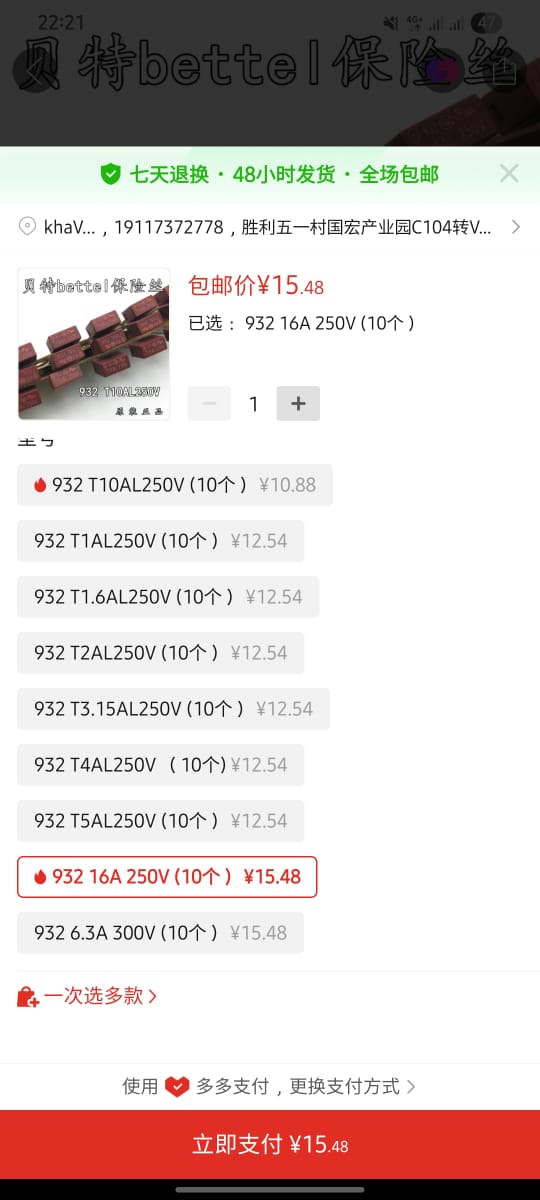 22:21
4G+
47
贝特bettel保险丝
七天退换・48小时发货・全场包邮
khaV...，19117372778，胜利五一村国宏产业园C104转V...
贝特bettel保险丝
932 T10AL250V
原装正品
包邮价¥15.48
已选：932 16A 250V (10个)
1
932 T10AL250V (10个) ¥10.88
932 T1AL250V (10个) ¥12.54
932 T1.6AL250V (10个) ¥12.54
932 T2AL250V (10个) ¥12.54
932 T3.15AL250V (10个) ¥12.54
932 T4AL250V （10个) ¥12.54
932 T5AL250V (10个) ¥12.54
932 16A 250V (10个) ¥15.48
932 6.3A 300V (10个) ¥15.48
一次选多款
使用 多多支付，更换支付方式
立即支付 ¥15.48